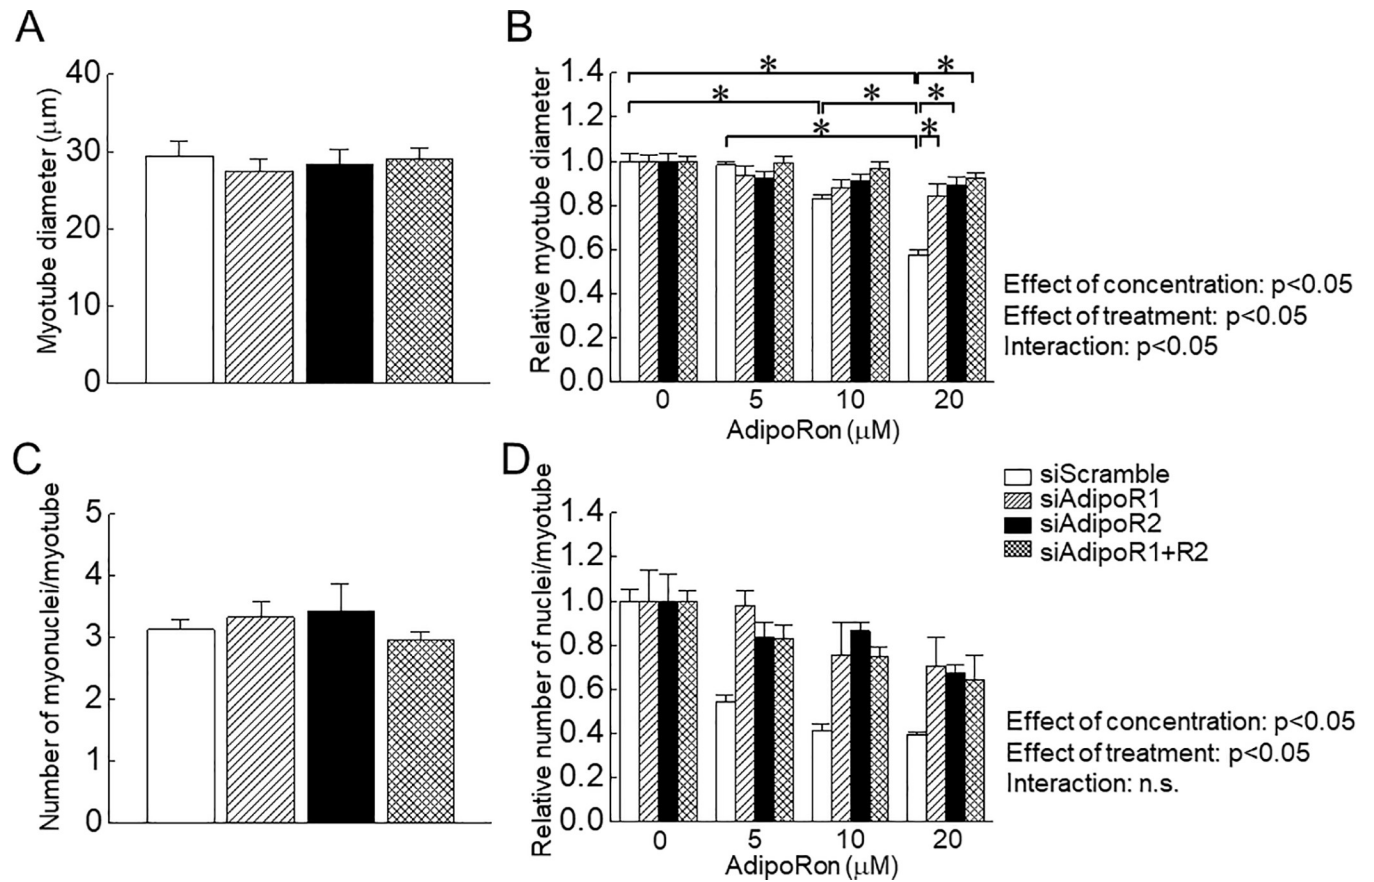 A
Myotube diameter (μm)
40
30
20
10
0
B
Relative myotube diameter
1.4
1.2
1.0
0.8
0.6
0.4
0.2
0.0
* *
* * *
* *
0 5 10 20
AdipoRon (μM)
Effect of concentration: p<0.05
Effect of treatment: p<0.05
Interaction: p<0.05
C
Number of myonuclei/myotube
5
4
3
2
1
0
D
Relative number of nuclei/myotube
1.4
1.2
1.0
0.8
0.6
0.4
0.2
0.0
0 5 10 20
AdipoRon (μM)
siScramble
siAdipoR1
siAdipoR2
siAdipoR1+R2
Effect of concentration: p<0.05
Effect of treatment: p<0.05
Interaction: n.s.